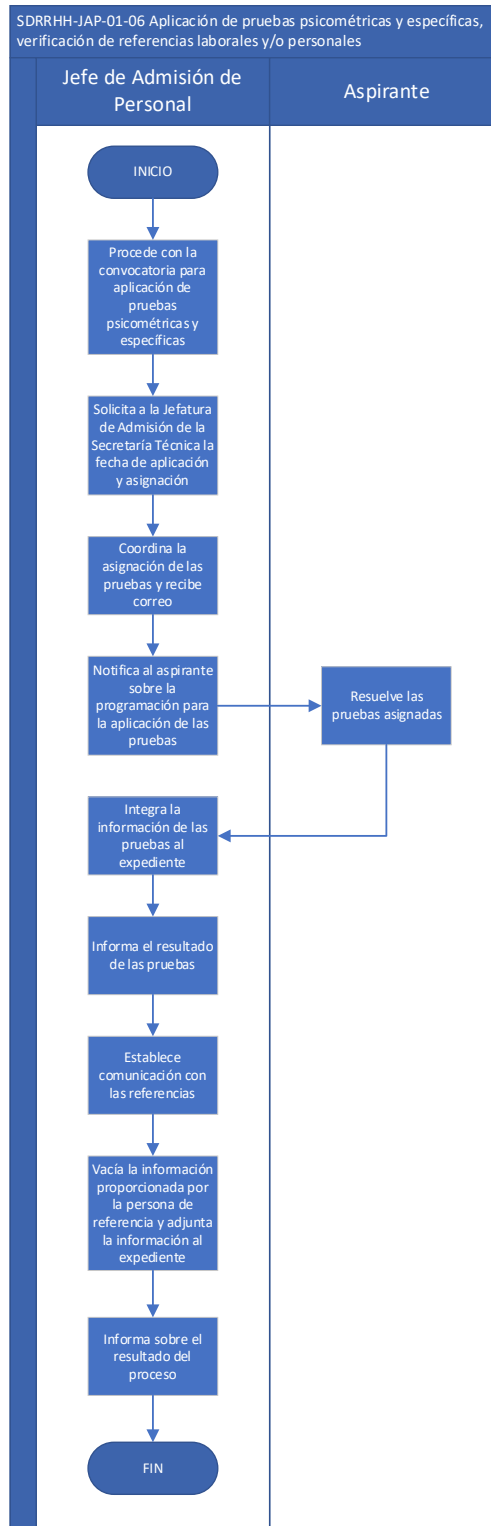 SDRRHH-JAP-01-06 Aplicación de pruebas psicométricas y específicas,
verificación de referencias laborales y/o personales
Jefe de Admisión de
Personal
Aspirante
INICIO
Procede con la
convocatoria para
aplicación de
pruebas
psicométricas y
específicas
Solicita a la Jefatura
de Admisión de la
Secretaría Técnica la
fecha de aplicación
y asignación
Coordina la
asignación de las
pruebas y recibe
correo
Notifica al aspirante
sobre la
programación para
la aplicación de las
pruebas
Resuelve las
pruebas asignadas
Integra la
información de las
pruebas al
expediente
Informa el resultado
de las pruebas
Establece
comunicación con
las referencias
Vacía la información
proporcionada por
la persona de
referencia y adjunta
la información al
expediente
Informa sobre el
resultado del
proceso
FIN